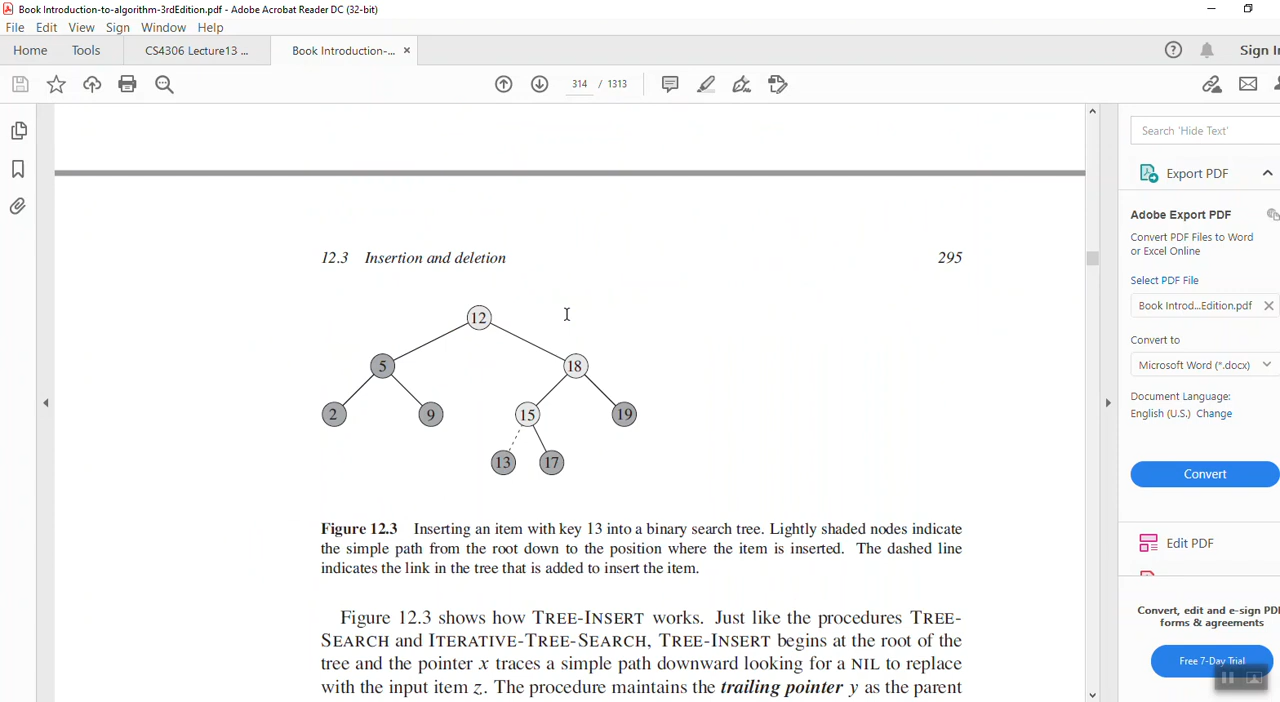 Book Introduction-to-algorithm-3rdEdition.pdf - Adobe Acrobat Reader DC (32-bit)
File Edit View Sign Window Help
Home Tools CS4306 Lecture13 ... Book Introduction-... × Sign In
314 / 1313
Search 'Hide Text'
Export PDF
Adobe Export PDF
Convert PDF Files to Word
or Excel Online
Select PDF File
Book Introd...Edition.pdf
Convert to
Microsoft Word (*.docx)
Document Language:
English (U.S.) Change
Convert
Edit PDF
Convert, edit and e-sign PDF
forms & agreements
Free 7-Day Trial
12.3 Insertion and deletion 295
12
5 18
2 9 15 19
13 17
Figure 12.3 Inserting an item with key 13 into a binary search tree. Lightly shaded nodes indicate
the simple path from the root down to the position where the item is inserted. The dashed line
indicates the link in the tree that is added to insert the item.
Figure 12.3 shows how TREE-INSERT works. Just like the procedures TREE-
SEARCH and ITERATIVE-TREE-SEARCH, TREE-INSERT begins at the root of the
tree and the pointer x traces a simple path downward looking for a NIL to replace
with the input item z. The procedure maintains the trailing pointer y as the parent